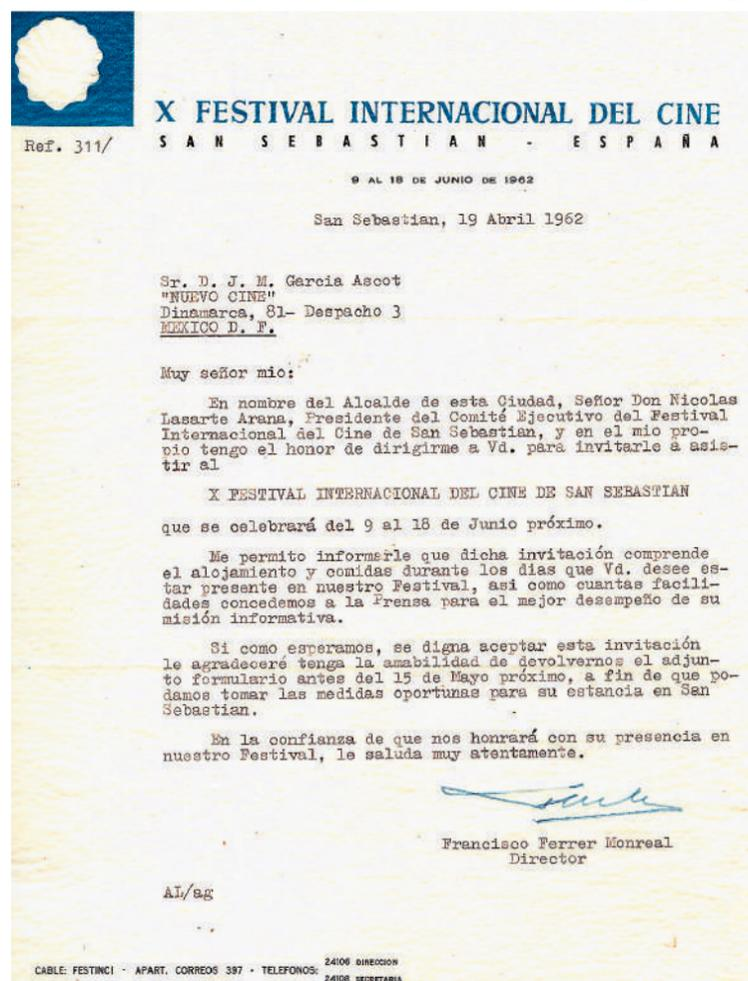 X FESTIVAL INTERNACIONAL DEL CINE
SAN SEBASTIAN - ESPAÑA
Ref. 311/
9 AL 18 DE JUNIO DE 1962
San Sebastian, 19 Abril 1962
Sr. D. J. M. Garcia Ascot
"NUEVO CINE"
Dinamarca, 81- Despacho 3
MEXICO D. F.
Muy señor mio:
En nombre del Alcalde de esta Ciudad, Señor Don Nicolas
Lasarte Arana, Presidente del Comité Ejecutivo del Festival
Internacional del Cine de San Sebastian, y en el mio pro-
pio tengo el honor de dirigirme a Vd. para invitarle a asis-
tir al
X FESTIVAL INTERNACIONAL DEL CINE DE SAN SEBASTIAN
que se celebrará del 9 al 18 de Junio próximo.
Me permito informarle que dicha invitación comprende
el alojamiento y comidas durante los dias que Vd. desee es-
tar presente en nuestro Festival, asi como cuantas facili-
dades concedemos a la Prensa para el mejor desempeño de su
misión informativa.
Si como esperamos, se digna aceptar esta invitación
le agradeceré tenga la amabilidad de devolvernos el adjun-
to formulario antes del 15 de Mayo próximo, a fin de que po-
damos tomar las medidas oportunas para su estancia en San
Sebastian.
En la confianza de que nos honrará con su presencia en
nuestro Festival, le saluda muy atentamente.
Francisco Ferrer Monreal
Director
AL/ag
CABLE: FESTINCI - APART. CORREOS 397 - TELEFONOS: 24106 DIRECCION
24108 SECRETARIA